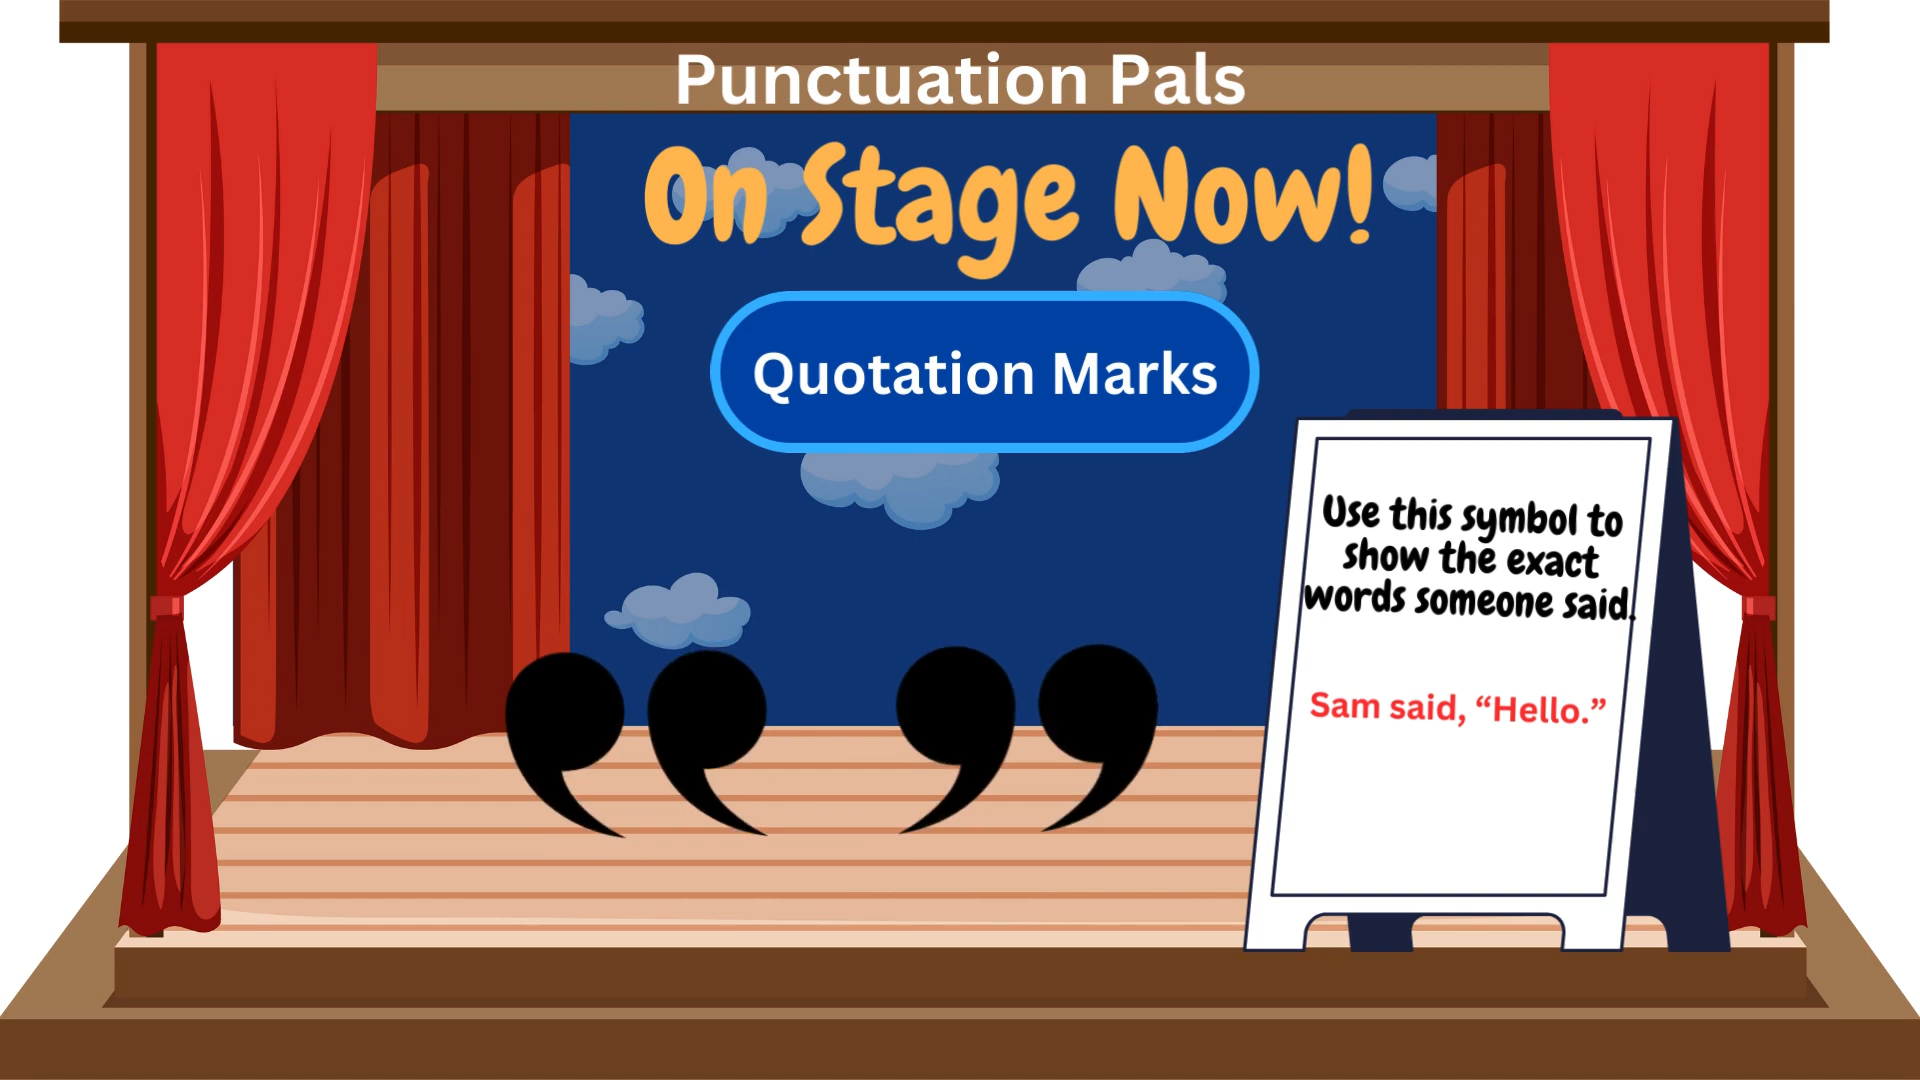 Punctuation Pals
On Stage Now!
Quotation Marks
Use this symbol to
show the exact
words someone said.
Sam said, “Hello.”